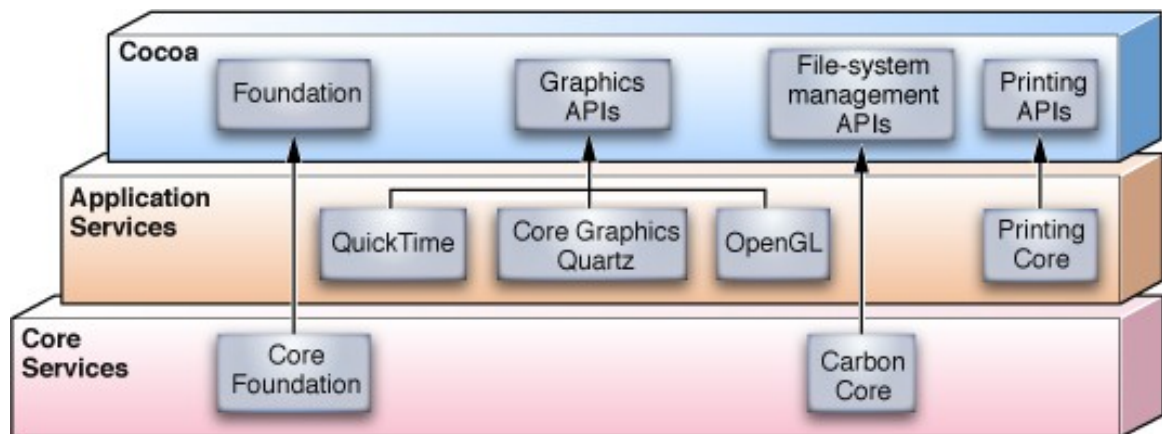 Cocoa
Foundation
Graphics
APIs
File-system
management
APIs
Printing
APIs
Application
Services
QuickTime
Core Graphics
Quartz
OpenGL
Printing
Core
Core
Services
Core
Foundation
Carbon
Core